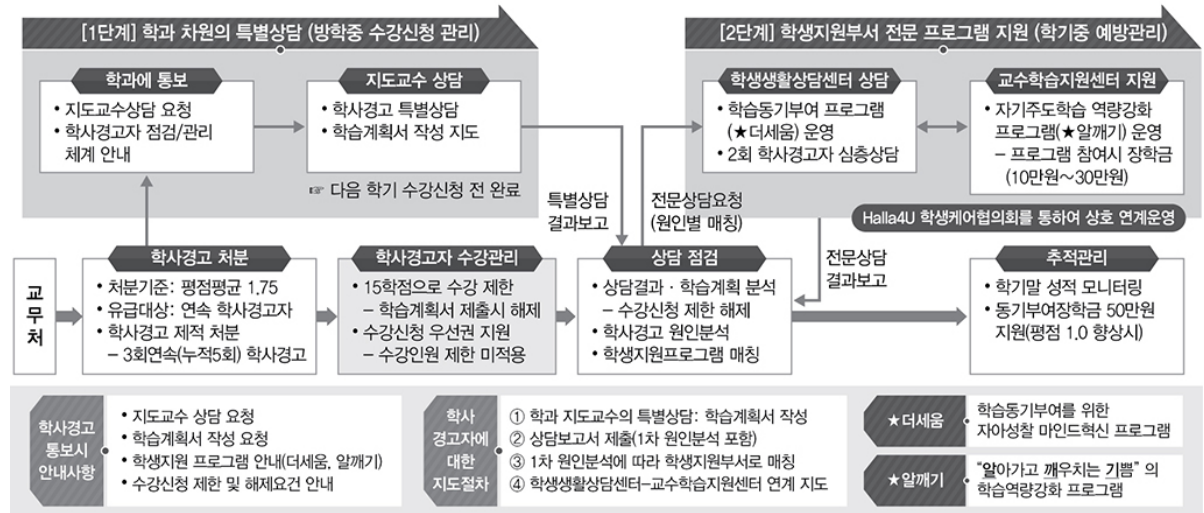 [1단계] 학과 차원의 특별상담 (방학중 수강신청 관리)
학과에 통보
• 지도교수상담 요청
• 학사경고자 점검/관리
체계 안내
지도교수 상담
• 학사경고 특별상담
• 학습계획서 작성 지도
☞ 다음 학기 수강신청 전 완료
[2단계] 학생지원부서 전문 프로그램 지원 (학기중 예방관리)
학생생활상담센터 상담
• 학습동기부여 프로그램
(★더세움) 운영
• 2회 학사경고자 심층상담
교수학습지원센터 지원
• 자기주도학습 역량강화
프로그램(★알깨기) 운영
– 프로그램 참여시 장학금
(10만원~30만원)
Halla4U 학생케어협의회를 통하여 상호 연계운영
특별상담
결과보고
전문상담요청
(원인별 매칭)
전문상담
결과보고
교무처
학사경고 처분
• 처분기준: 평점평균 1.75
• 유급대상: 연속 학사경고자
• 학사경고 제적 처분
– 3회연속(누적5회) 학사경고
학사경고자 수강관리
• 15학점으로 수강 제한
– 학습계획서 제출시 해제
• 수강신청 우선권 지원
– 수강인원 제한 미적용
상담 점검
• 상담결과 · 학습계획 분석
– 수강신청 제한 해제
• 학사경고 원인분석
• 학생지원프로그램 매칭
추적관리
• 학기말 성적 모니터링
• 동기부여장학금 50만원
지원(평점 1.0 향상시)
학사경고
통보시
안내사항
• 지도교수 상담 요청
• 학습계획서 작성 요청
• 학생지원 프로그램 안내(더세움, 알깨기)
• 수강신청 제한 및 해제요건 안내
학사
경고자에
대한
지도절차
① 학과 지도교수의 특별상담: 학습계획서 작성
② 상담보고서 제출(1차 원인분석 포함)
③ 1차 원인분석에 따라 학생지원부서로 매칭
④ 학생생활상담센터–교수학습지원센터 연계 지도
★더세움
학습동기부여를 위한
자아성찰 마인드혁신 프로그램
★알깨기
“알아가고 깨우치는 기쁨” 의
학습역량강화 프로그램